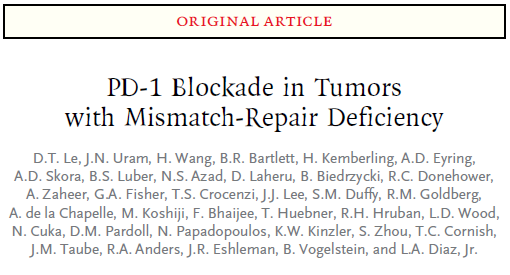 ORIGINAL ARTICLE
PD-1 Blockade in Tumors
with Mismatch-Repair Deficiency
D.T. Le, J.N. Uram, H. Wang, B.R. Bartlett, H. Kemberling, A.D. Eyring,
A.D. Skora, B.S. Luber, N.S. Azad, D. Laheru, B. Biedrzycki, R.C. Donehower,
A. Zaheer, G.A. Fisher, T.S. Crocenzi, J.J. Lee, S.M. Duffy, R.M. Goldberg,
A. de la Chapelle, M. Koshiji, F. Bhaijee, T. Huebner, R.H. Hruban, L.D. Wood,
N. Cuka, D.M. Pardoll, N. Papadopoulos, K.W. Kinzler, S. Zhou, T.C. Cornish,
J.M. Taube, R.A. Anders, J.R. Eshleman, B. Vogelstein, and L.A. Diaz, Jr.